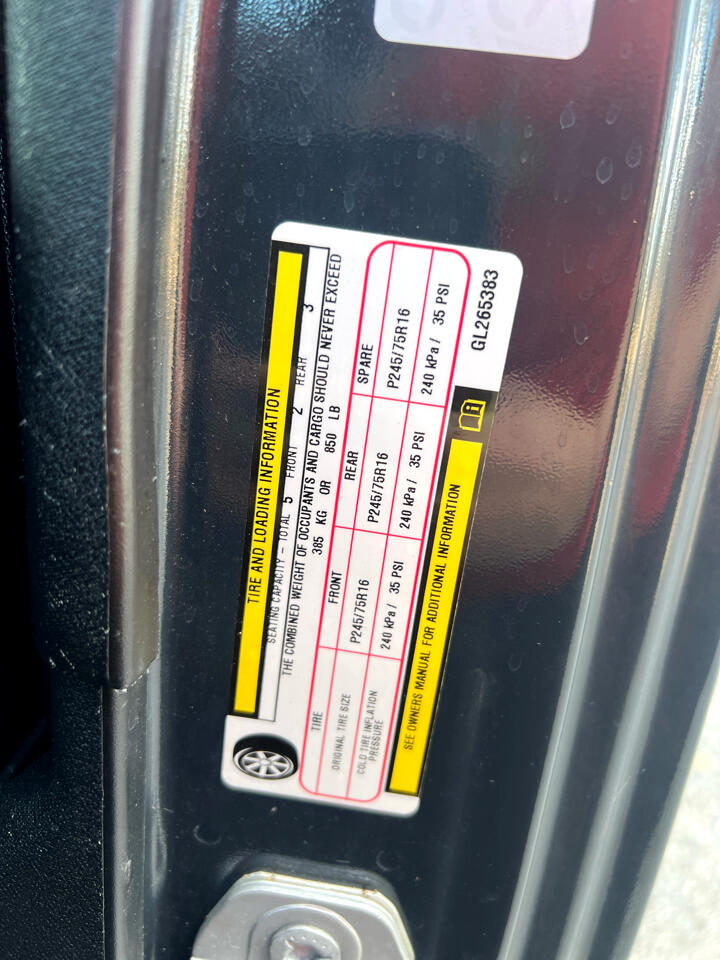 TIRE AND LOADING INFORMATION
SEATING CAPACITY - TOTAL 5 FRONT 2 REAR 3
THE COMBINED WEIGHT OF OCCUPANTS AND CARGO SHOULD NEVER EXCEED
385 KG OR 850 LB
TIRE FRONT REAR SPARE
ORIGINAL TIRE SIZE P245/75R16 P245/75R16 P245/75R16
COLD TIRE INFLATION PRESSURE 240 kPa / 35 PSI 240 kPa / 35 PSI 240 kPa / 35 PSI
SEE OWNERS MANUAL FOR ADDITIONAL INFORMATION
GL265383